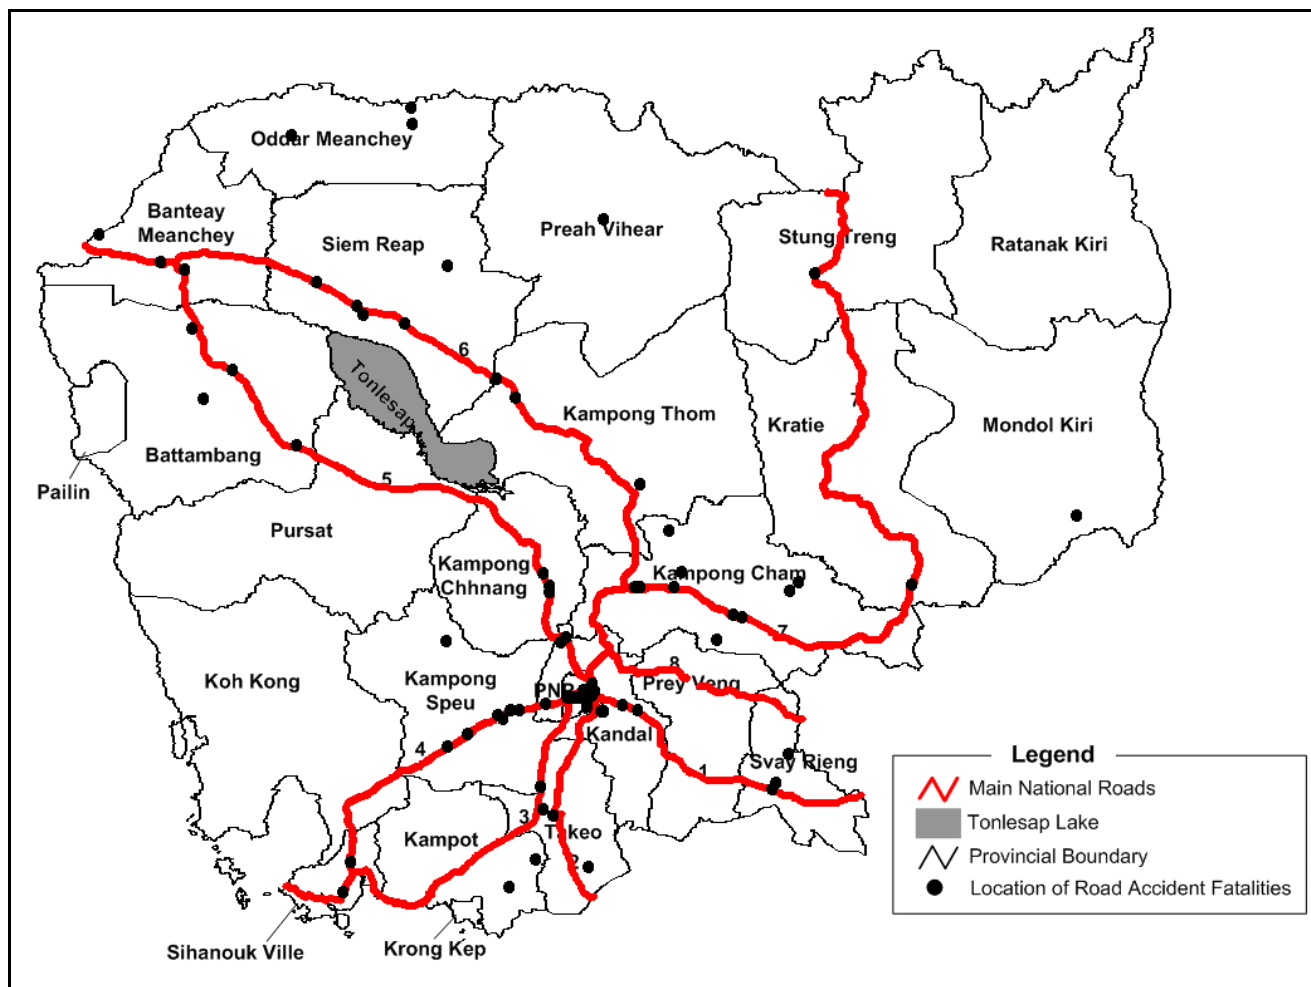 Oddar Meanchey
Banteay
Meanchey
Siem Reap
Preah Vihear
Stung Treng
Ratanak Kiri
6
Tonlesap
Kampong Thom
7
Kratie
Mondol Kiri
Battambang
5
Pailin
Pursat
Kampong
Chhnang
Kampong Cham
7
Koh Kong
Kampong
Speu
PNP
8
Prey Veng
Kandal
4
1
Svay Rieng
3
Takeo
Kampot
2
Sihanouk Ville
Krong Kep
Legend
Main National Roads
Tonlesap Lake
Provincial Boundary
Location of Road Accident Fatalities